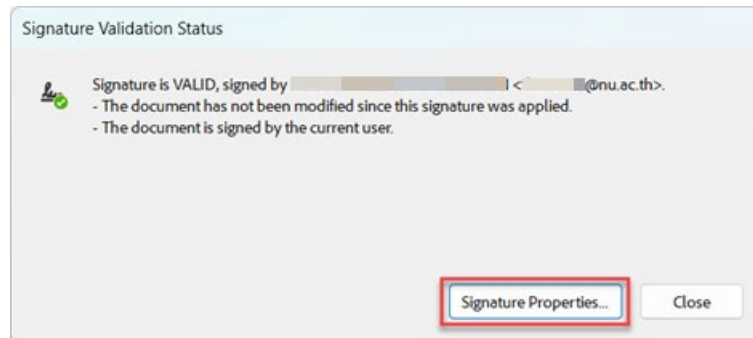 Signature Validation Status
Signature is VALID, signed by < @nu.ac.th>.
- The document has not been modified since this signature was applied.
- The document is signed by the current user.
Signature Properties...
Close